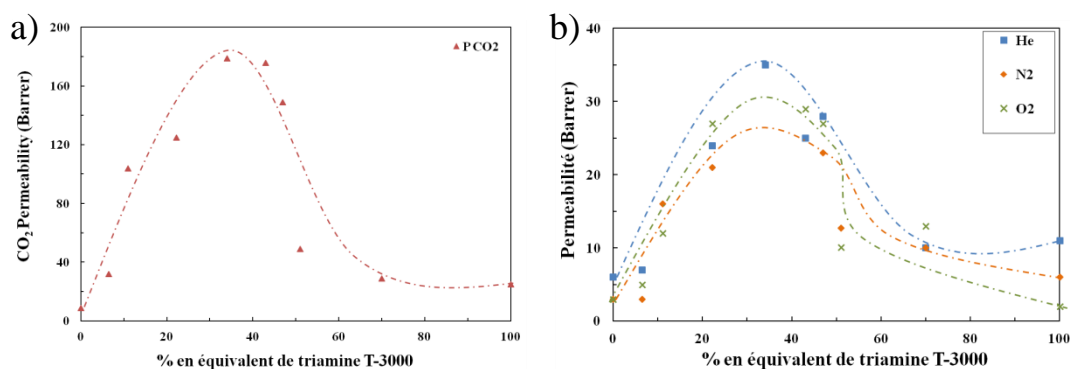 a)
CO2 Permeability (Barrer)
200
160
120
80
40
0
P CO2
0 20 40 60 80 100
% en équivalent de triamine T-3000
b)
Permeabilité (Barrer)
40
30
20
10
0
He
N2
O2
0 20 40 60 80 100
% en équivalent de triamine T-3000